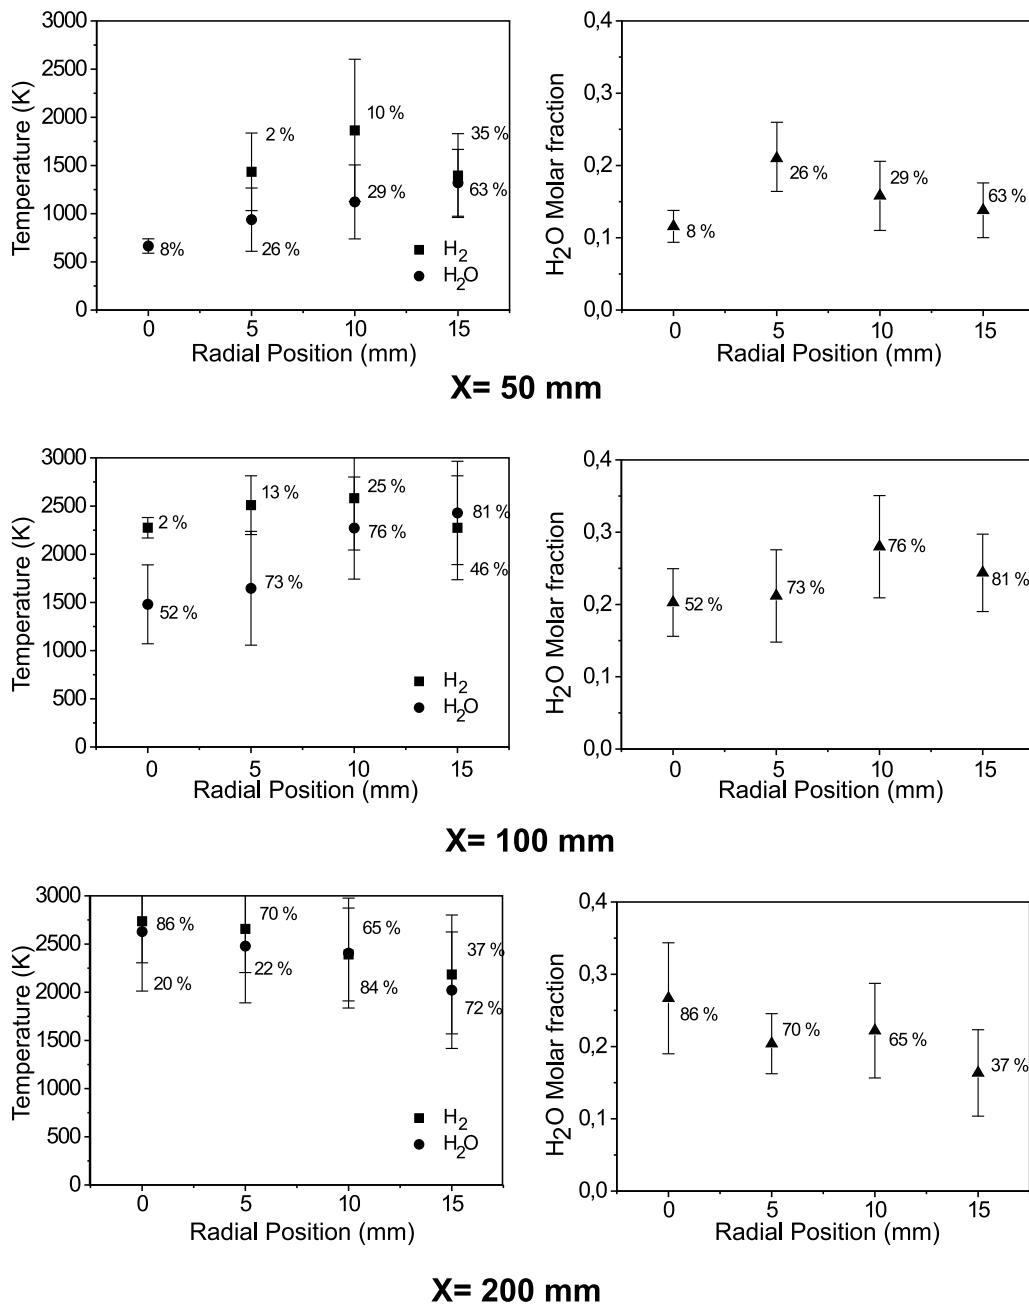 3000
2500
2000
1500
1000
500
0
Temperature (K)
8%
2 %
26 %
10 %
29 %
35 %
63 %
H2
H2O
0 5 10 15
Radial Position (mm)
0,4
0,3
0,2
0,1
0,0
H2O Molar fraction
8 %
26 %
29 %
63 %
0 5 10 15
Radial Position (mm)
X= 50 mm
3000
2500
2000
1500
1000
500
0
Temperature (K)
2 %
52 %
13 %
73 %
25 %
76 %
81 %
46 %
H2
H2O
0 5 10 15
Radial Position (mm)
0,4
0,3
0,2
0,1
0,0
H2O Molar fraction
52 %
73 %
76 %
81 %
0 5 10 15
Radial Position (mm)
X= 100 mm
3000
2500
2000
1500
1000
500
0
Temperature (K)
86 %
20 %
70 %
22 %
65 %
84 %
37 %
72 %
H2
H2O
0 5 10 15
Radial Position (mm)
0,4
0,3
0,2
0,1
0,0
H2O Molar fraction
86 %
70 %
65 %
37 %
0 5 10 15
Radial Position (mm)
X= 200 mm